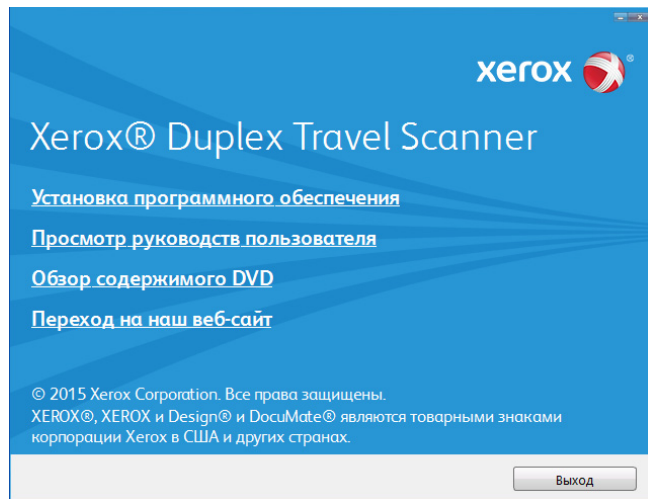 xerox ®
Xerox® Duplex Travel Scanner
Установка программного обеспечения
Просмотр руководств пользователя
Обзор содержимого DVD
Переход на наш веб-сайт
© 2015 Xerox Corporation. Все права защищены.
XEROX®, XEROX и Design® и DocuMate® являются товарными знаками
корпорации Xerox в США и других странах.
Выход